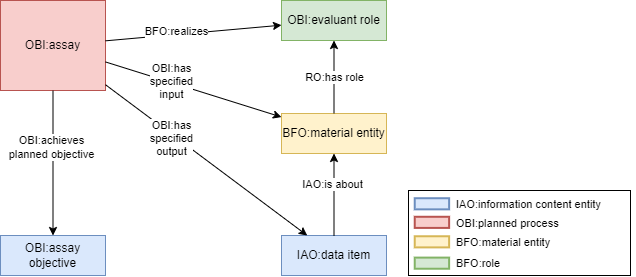 OBI:assay
BFO:realizes
OBI:evaluant role
OBI:has
specified
input
RO:has role
OBI:has
specified
output
BFO:material entity
OBI:achieves
planned objective
IAO:is about
OBI:assay
objective
IAO:data item
IAO:information content entity
OBI:planned process
BFO:material entity
BFO:role